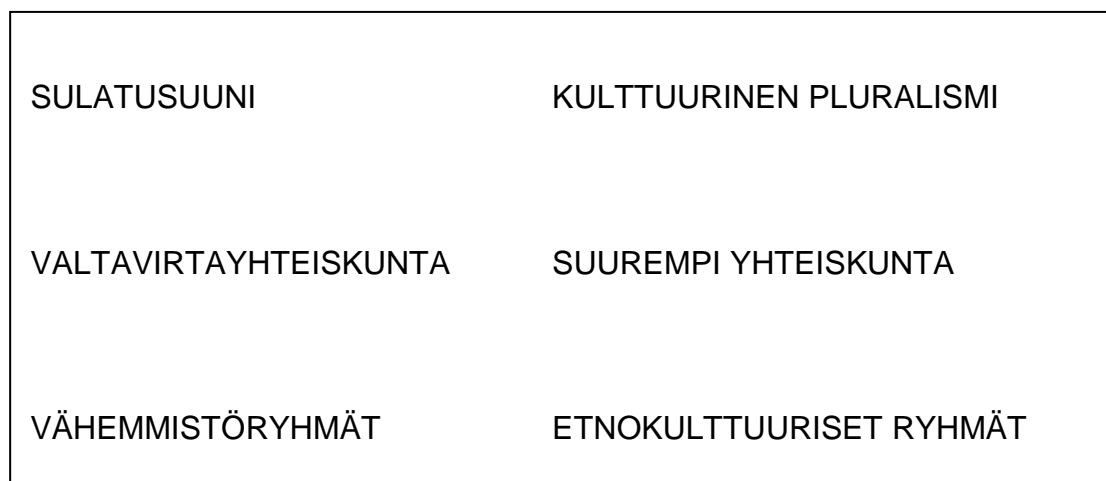 SULATUSUUNI KULTTUURINEN PLURALISMI
VALTAVIRTAYHTEISKUNTA SUUREMPI YHTEISKUNTA
VÄHEMMISTÖRYHMÄT ETNOKULTTUURISET RYHMÄT